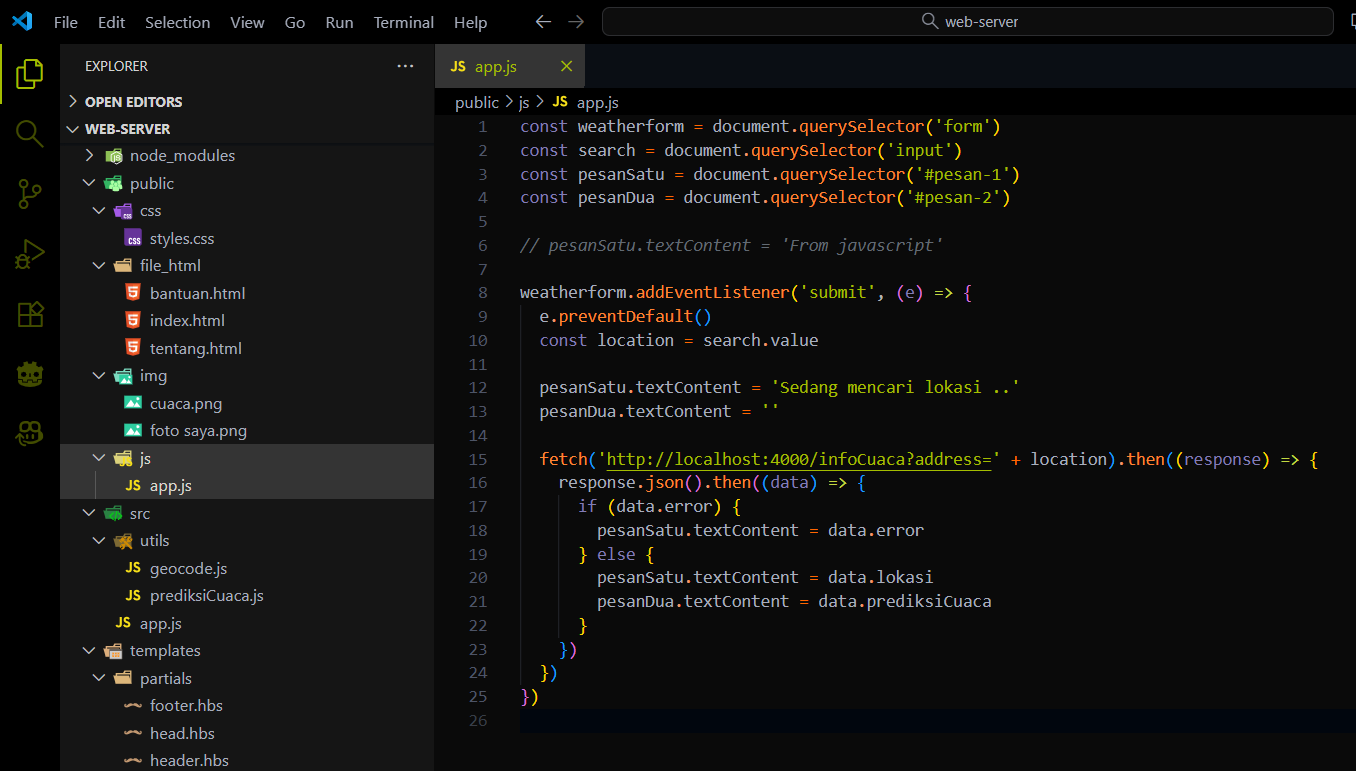 File Edit Selection View Go Run Terminal Help
web-server
EXPLORER
OPEN EDITORS
WEB-SERVER
node_modules
public
css
styles.css
file_html
bantuan.html
index.html
tentang.html
img
cuaca.png
foto saya.png
js
JS app.js
src
utils
JS geocode.js
JS prediksiCuaca.js
JS app.js
templates
partials
footer.hbs
head.hbs
header.hbs
JS app.js
public > js > JS app.js
1 const weatherform = document.querySelector('form')
2 const search = document.querySelector('input')
3 const pesanSatu = document.querySelector('#pesan-1')
4 const pesanDua = document.querySelector('#pesan-2')
5
6 // pesanSatu.textContent = 'From javascript'
7
8 weatherform.addEventListener('submit', (e) => {
9 e.preventDefault()
10 const location = search.value
11
12 pesanSatu.textContent = 'Sedang mencari lokasi ..'
13 pesanDua.textContent = ''
14
15 fetch('http://localhost:4000/infoCuaca?address=' + location).then((response) => {
16 response.json().then((data) => {
17 if (data.error) {
18 pesanSatu.textContent = data.error
19 } else {
20 pesanSatu.textContent = data.lokasi
21 pesanDua.textContent = data.prediksiCuaca
22 }
23 })
24 })
25 })
26